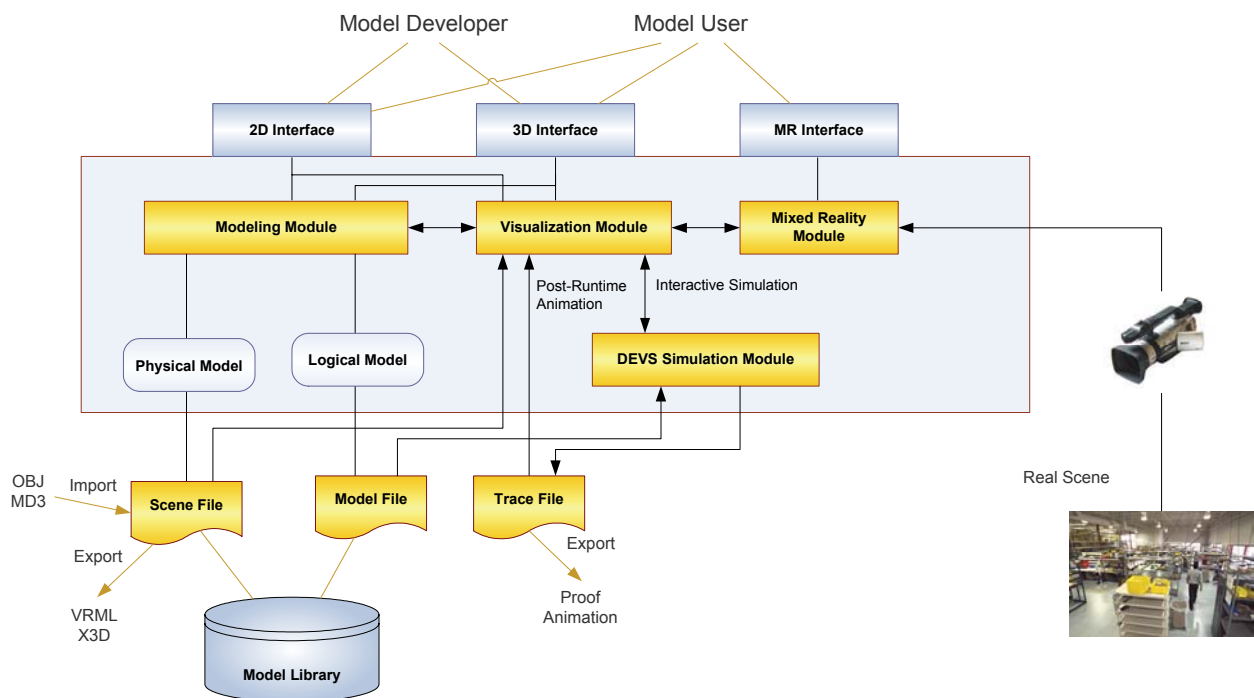 Model Developer
Model User
2D Interface
3D Interface
MR Interface
Modeling Module
Visualization Module
Mixed Reality
Module
Post-Runtime
Animation
Interactive Simulation
Physical Model
Logical Model
DEVS Simulation Module
OBJ
MD3
Import
Scene File
Model File
Trace File
Real Scene
Export
Export
VRML
X3D
Proof
Animation
Model Library